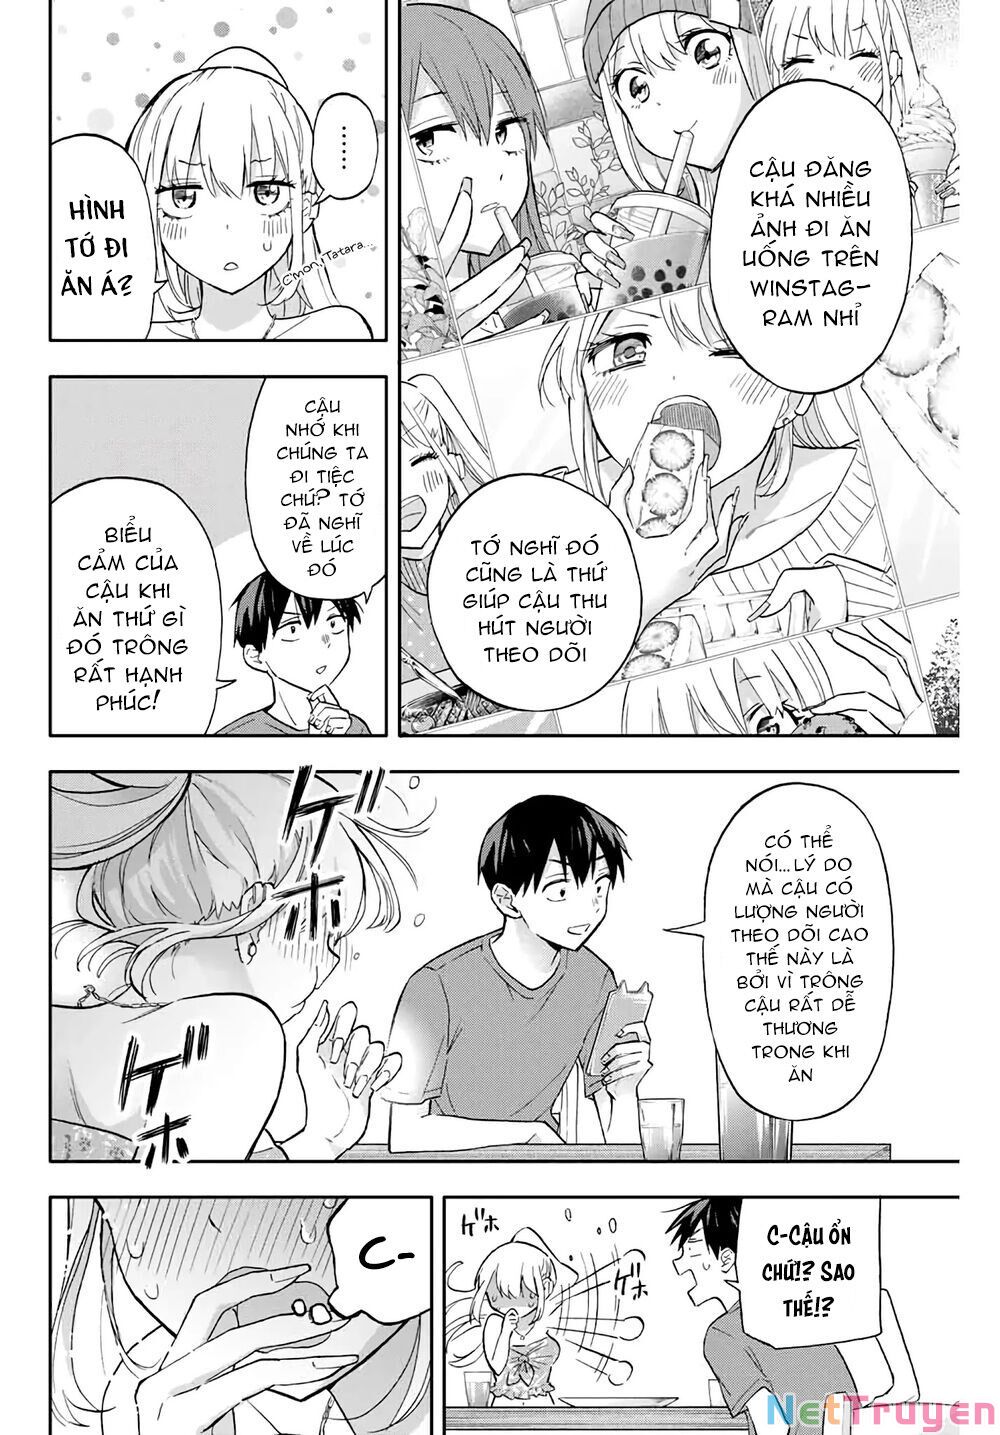 CẬU ĐĂNG
KHÁ NHIỀU
ẢNH ĐI ĂN
UỐNG TRÊN
WINSTAG-
RAM NHỈ
TỚ NGHĨ ĐÓ
CŨNG LÀ THỨ
GIÚP CẬU THU
HÚT NGƯỜI
THEO DÕI
......
HÌNH
TỚ ĐI
ĂN Á?
C'mon! Tatara...
CẬU
NHỚ KHI
CHÚNG TA
ĐI TIỆC
CHỨ? TỚ
ĐÃ NGHĨ
VỀ LÚC
ĐÓ
BIỂU
CẢM CỦA
CẬU KHI
ĂN THỨ GÌ
ĐÓ TRÔNG
RẤT HẠNH
PHÚC!
CÓ THỂ
NÓI...LÝ DO
MÀ CẬU CÓ
LƯỢNG NGƯỜI
THEO DÕI CAO
THẾ NÀY LÀ
BỞI VÌ TRÔNG
CẬU RẤT DỄ
THƯƠNG
TRONG KHI
ĂN
ゲホ
ゲホ
C-CẬU ỔN
CHỨ!? SAO
THẾ!?
ゲホ
ゲホ
C-
NetTruyen